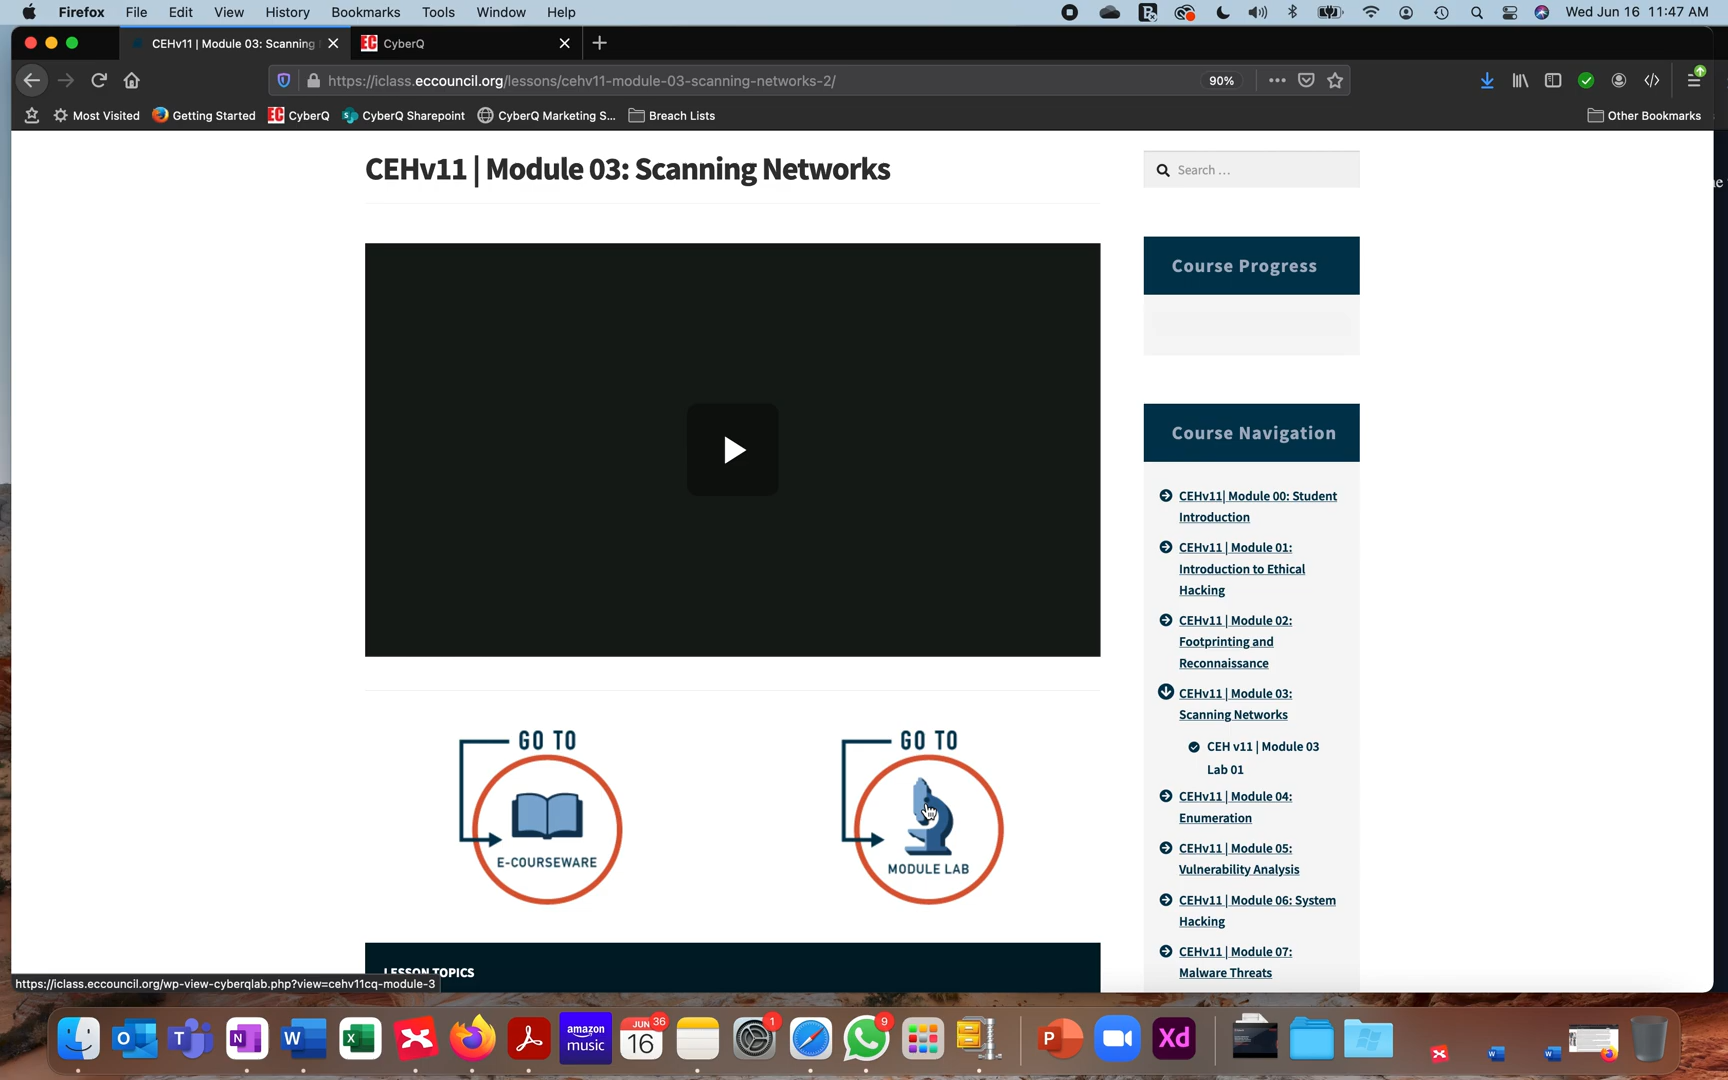 Firefox File Edit View History Bookmarks Tools Window Help Wed Jun 16 11:47 AM
CEHv11 | Module 03: Scanning
CyberQ
https://iclass.eccouncil.org/lessons/cehv11-module-03-scanning-networks-2/
90%
Most Visited Getting Started CyberQ CyberQ Sharepoint CyberQ Marketing S... Breach Lists Other Bookmarks
CEHv11 | Module 03: Scanning Networks
Search ...
Course Progress
Course Navigation
CEHv11| Module 00: Student
Introduction
CEHv11 | Module 01:
Introduction to Ethical
Hacking
CEHv11 | Module 02:
Footprinting and
Reconnaissance
CEHv11 | Module 03:
Scanning Networks
CEH v11 | Module 03
Lab 01
CEHv11 | Module 04:
Enumeration
CEHv11 | Module 05:
Vulnerability Analysis
CEHv11 | Module 06: System
Hacking
CEHv11 | Module 07:
Malware Threats
GO TO
E-COURSEWARE
GO TO
MODULE LAB
LESSON TOPICS
https://iclass.eccouncil.org/wp-view-cyberqlab.php?view=cehv11cq-module-3
amazon
music
JUN
16
36
1
9
Xd